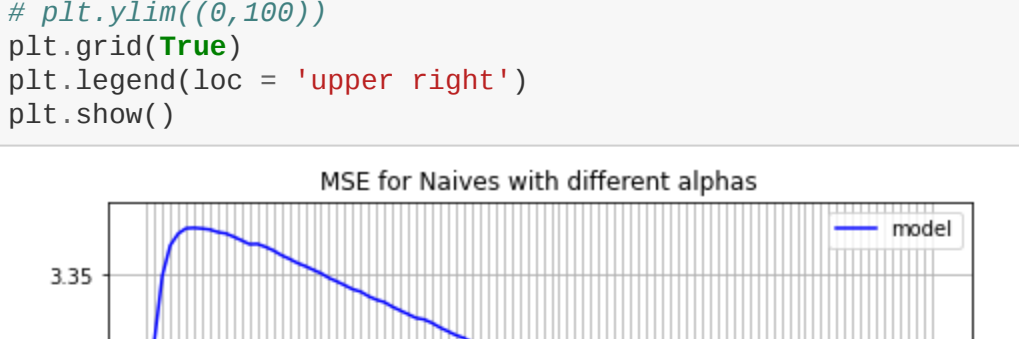 # plt.ylim((0,100))
plt.grid(True)
plt.legend(loc = 'upper right')
plt.show()
MSE for Naives with different alphas
model
3.35